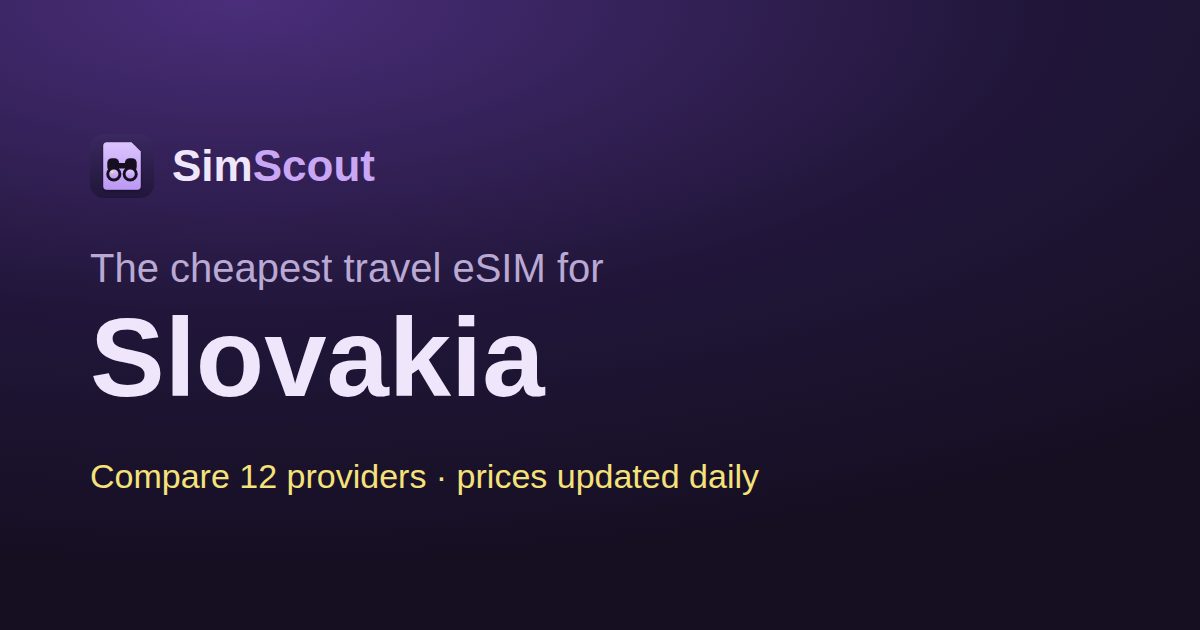 SimScout
The cheapest travel eSIM for
Slovakia
Compare 12 providers · prices updated daily